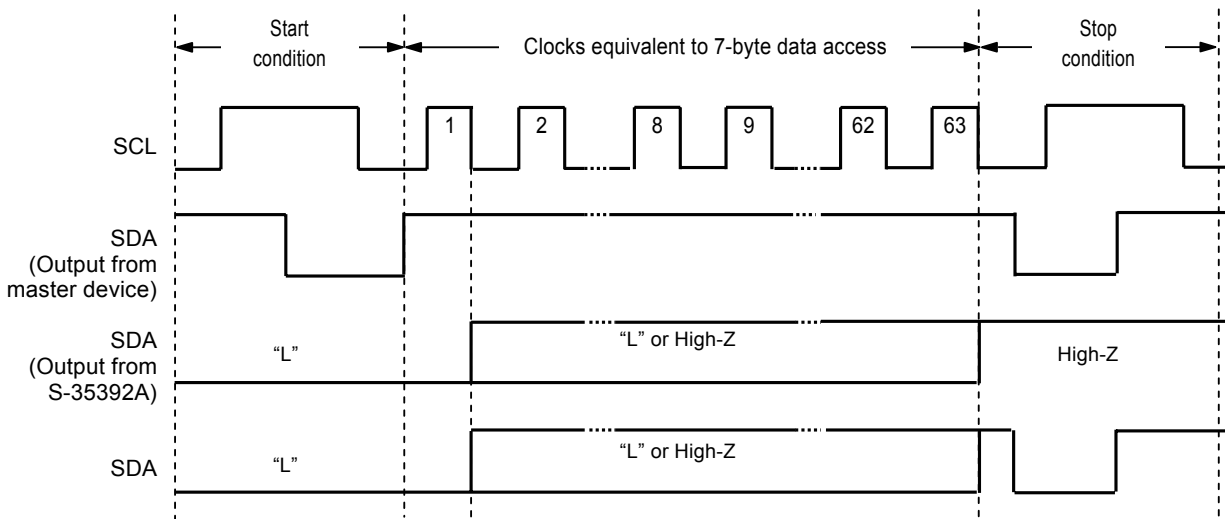 Start
condition
Clocks equivalent to 7-byte data access
Stop
condition
SCL
1
2
8
9
62
63
SDA
(Output from
master device)
SDA
(Output from
S-35392A)
“L”
“L” or High-Z
High-Z
SDA
“L”
“L” or High-Z